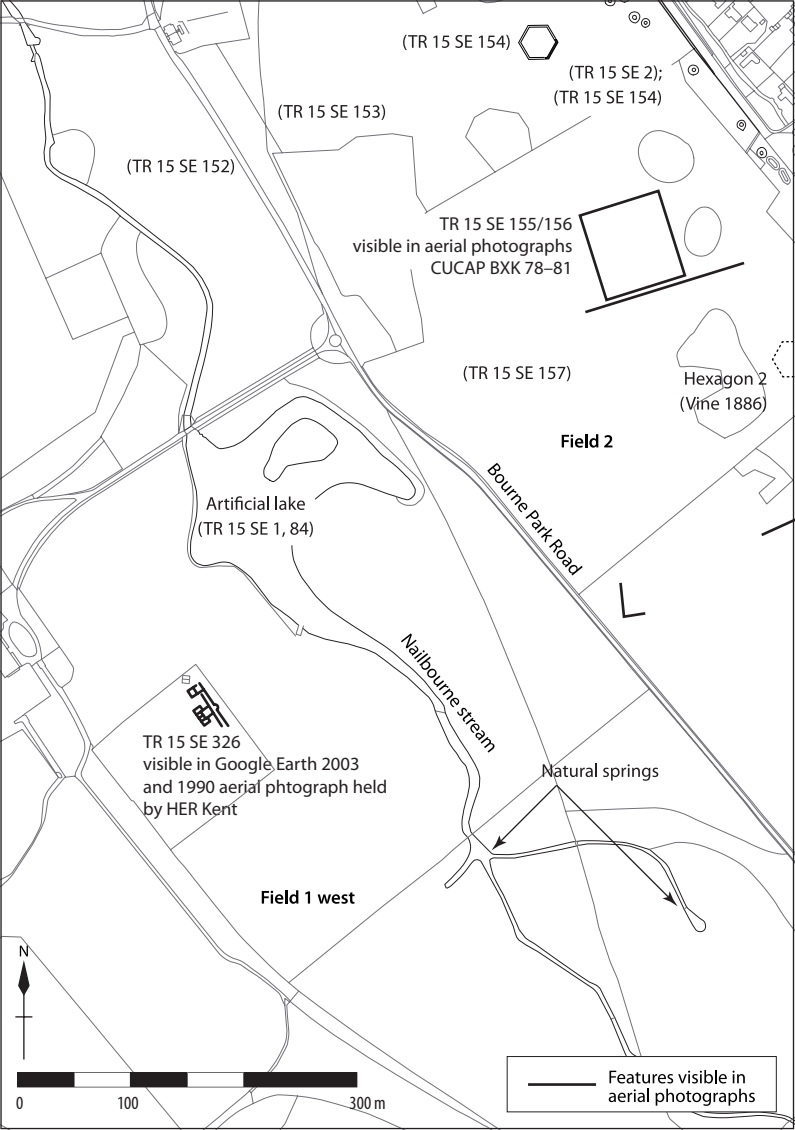 (TR 15 SE 154)
(TR 15 SE 2);
(TR 15 SE 154)
(TR 15 SE 153)
(TR 15 SE 152)
TR 15 SE 155/156
visible in aerial photographs
CUCAP BXK 78–81
(TR 15 SE 157)
Hexagon 2
(Vine 1886)
Field 2
Bourne Park Road
Artificial lake
(TR 15 SE 1, 84)
Nailbourne stream
TR 15 SE 326
visible in Google Earth 2003
and 1990 aerial phtograph held
by HER Kent
Natural springs
Field 1 west
N
0 100 300 m
Features visible in
aerial photographs